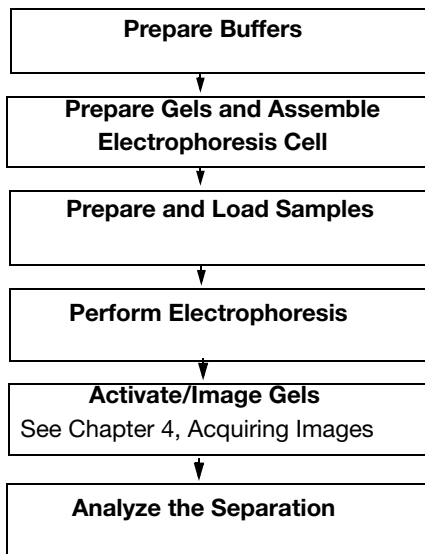 Prepare Buffers
Prepare Gels and Assemble
Electrophoresis Cell
Prepare and Load Samples
Perform Electrophoresis
Activate/Image Gels
See Chapter 4, Acquiring Images
Analyze the Separation